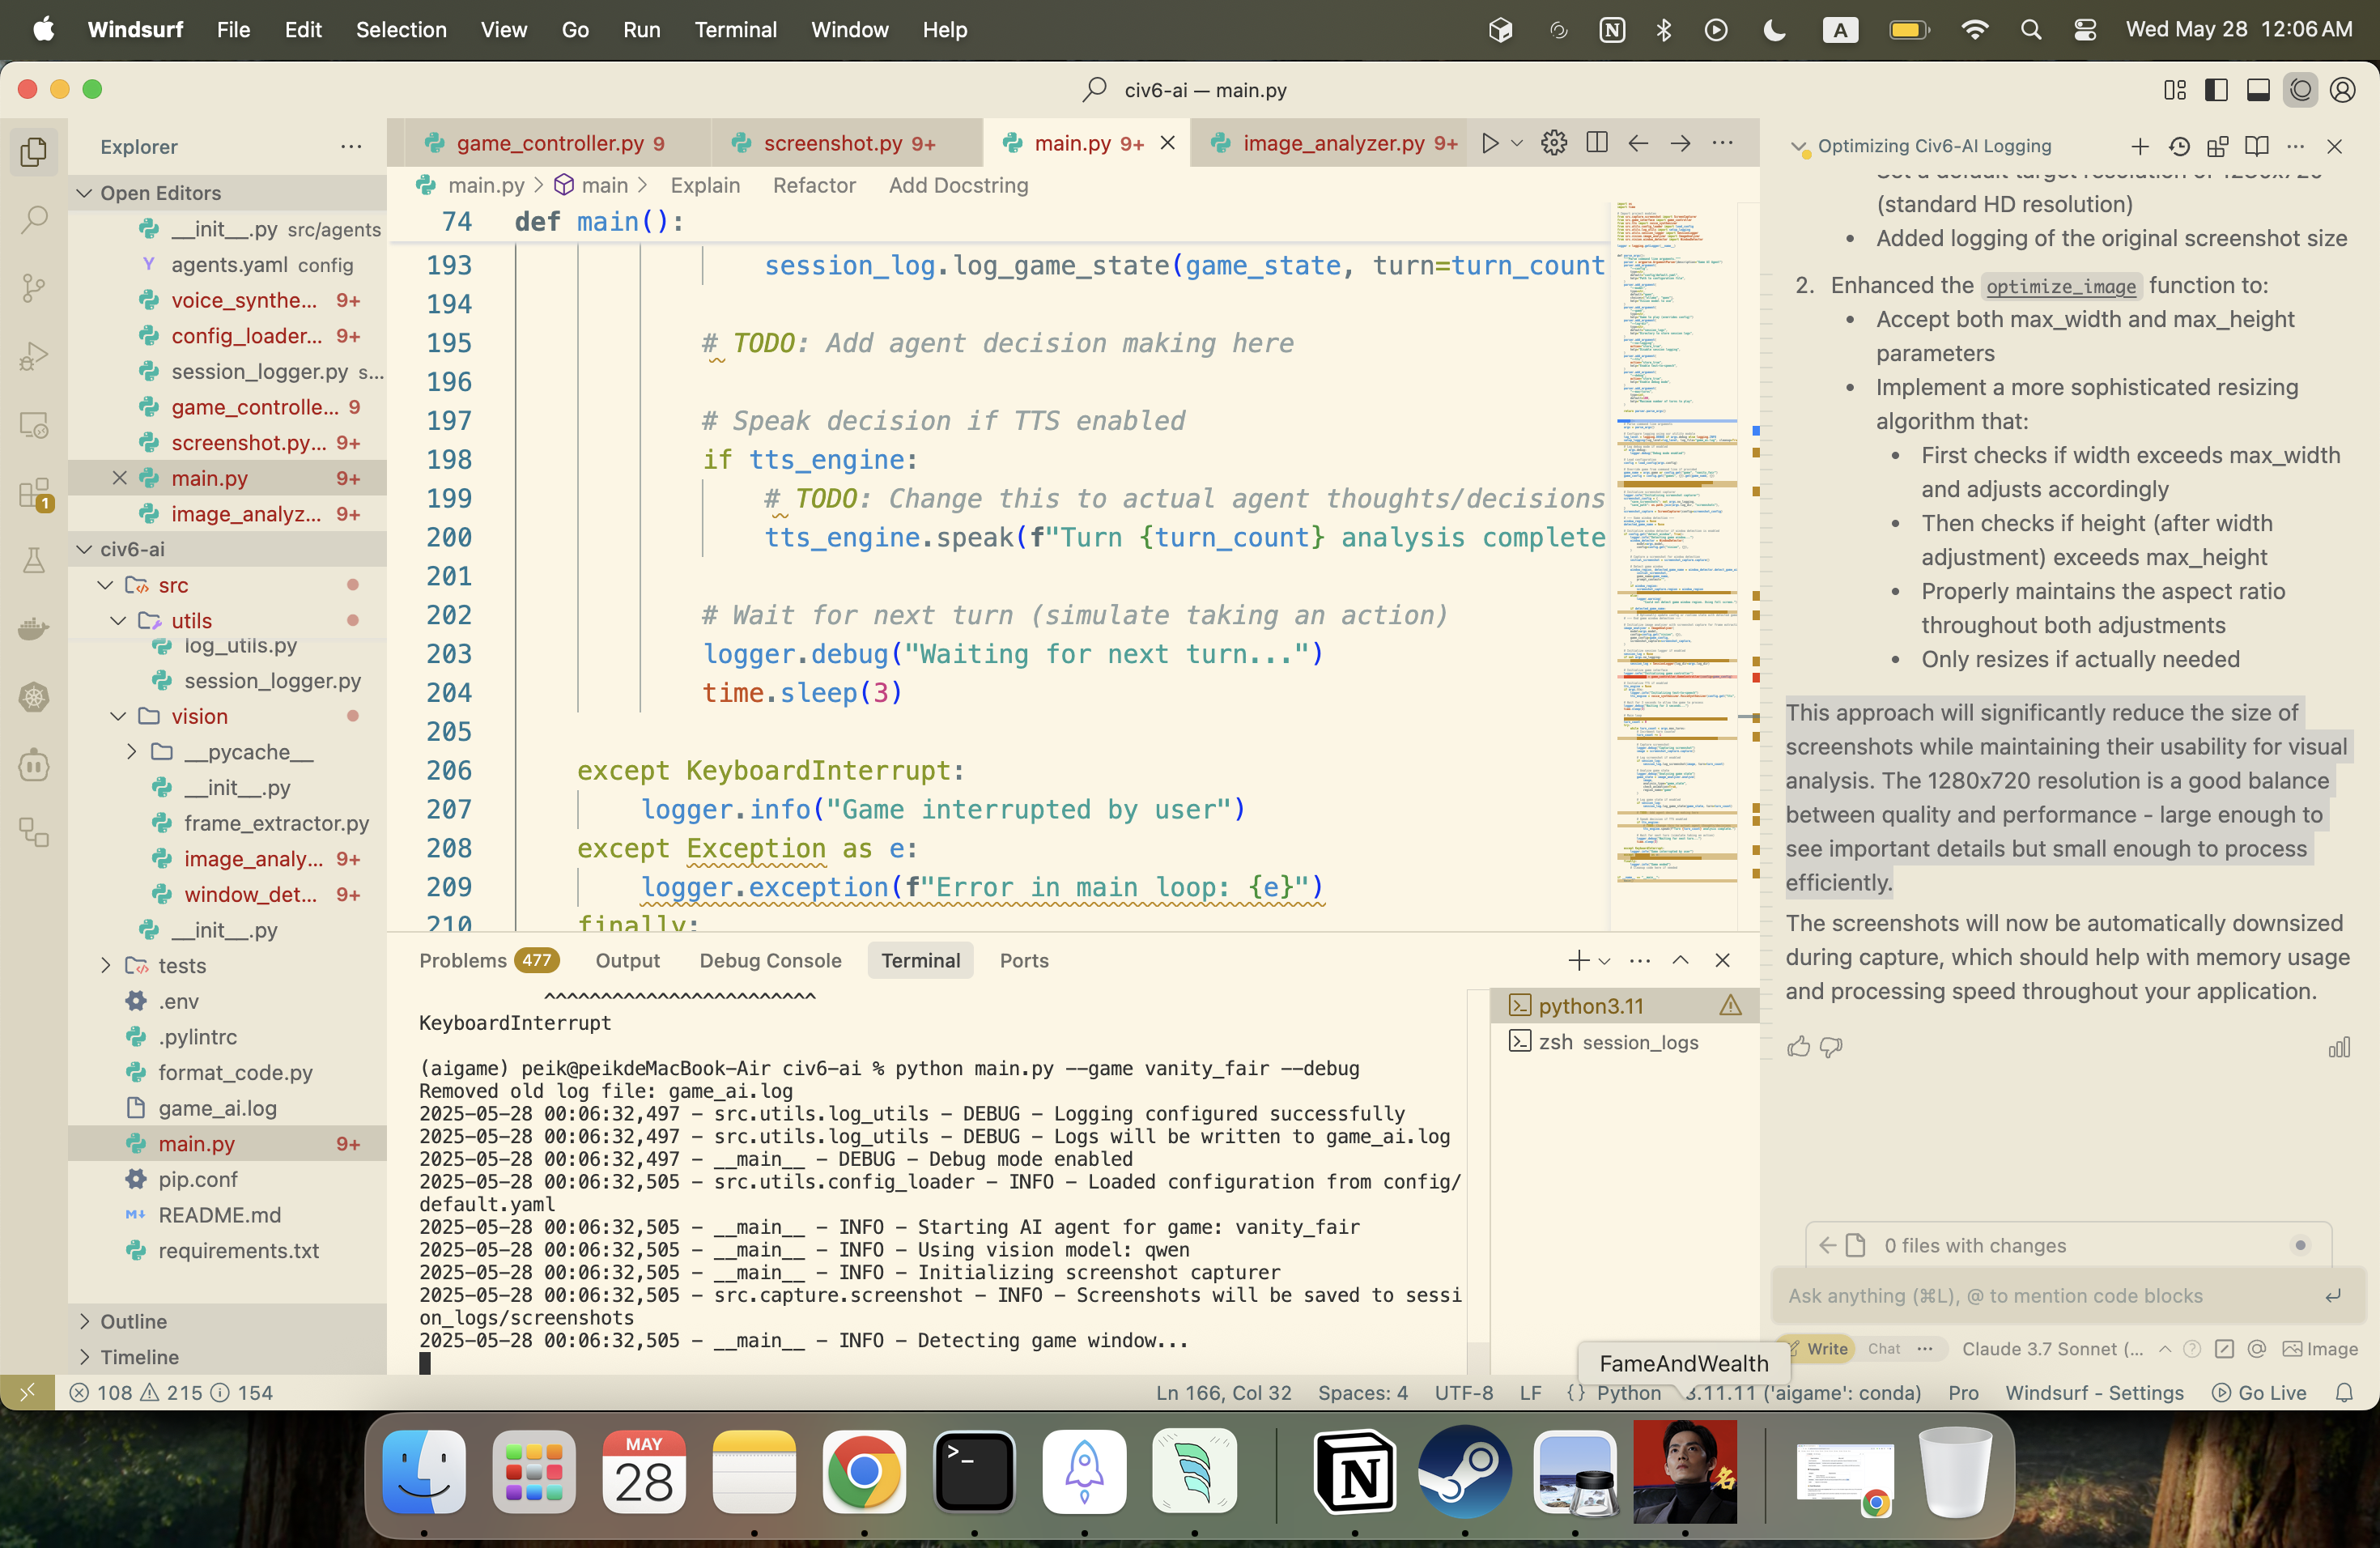 Windsurf File Edit Selection View Go Run Terminal Window Help
A
Wed May 28 12:06 AM
civ6-ai — main.py
Explorer
Open Editors
__init__.py src/agents
agents.yaml config
voice_synthe... 9+
config_loader... 9+
session_logger.py s...
game_controlle... 9
screenshot.py... 9+
main.py 9+
image_analyz... 9+
civ6-ai
src
utils
log_utils.py
session_logger.py
vision
__pycache__
__init__.py
frame_extractor.py
image_analy... 9+
window_det... 9+
__init__.py
tests
.env
.pylintrc
format_code.py
game_ai.log
main.py 9+
pip.conf
README.md
requirements.txt
Outline
Timeline
1
game_controller.py 9
screenshot.py 9+
main.py 9+
image_analyzer.py 9+
main.py > main > Explain Refactor Add Docstring
74 def main():
193 session_log.log_game_state(game_state, turn=turn_count
194
195 # TODO: Add agent decision making here
196
197 # Speak decision if TTS enabled
198 if tts_engine:
199 # TODO: Change this to actual agent thoughts/decisions
200 tts_engine.speak(f"Turn {turn_count} analysis complete
201
202 # Wait for next turn (simulate taking an action)
203 logger.debug("Waiting for next turn...")
204 time.sleep(3)
205
206 except KeyboardInterrupt:
207 logger.info("Game interrupted by user")
208 except Exception as e:
209 logger.exception(f"Error in main loop: {e}")
210 finally:
Problems 477 Output Debug Console Terminal Ports
^^^^^^^^^^^^^^^^^^^^^^^^
KeyboardInterrupt
(aigame) peik@peikdeMacBook-Air civ6-ai % python main.py --game vanity_fair --debug
Removed old log file: game_ai.log
2025-05-28 00:06:32,497 - src.utils.log_utils - DEBUG - Logging configured successfully
2025-05-28 00:06:32,497 - src.utils.log_utils - DEBUG - Logs will be written to game_ai.log
2025-05-28 00:06:32,497 - __main__ - DEBUG - Debug mode enabled
2025-05-28 00:06:32,505 - src.utils.config_loader - INFO - Loaded configuration from config/
default.yaml
2025-05-28 00:06:32,505 - __main__ - INFO - Starting AI agent for game: vanity_fair
2025-05-28 00:06:32,505 - __main__ - INFO - Using vision model: qwen
2025-05-28 00:06:32,505 - __main__ - INFO - Initializing screenshot capturer
2025-05-28 00:06:32,505 - src.capture.screenshot - INFO - Screenshots will be saved to sessi
on_logs/screenshots
2025-05-28 00:06:32,505 - __main__ - INFO - Detecting game window...
python3.11
zsh session_logs
Optimizing Civ6-AI Logging
Set a default target resolution of 1280x720
(standard HD resolution)
• Added logging of the original screenshot size
2. Enhanced the optimize_image function to:
• Accept both max_width and max_height
parameters
• Implement a more sophisticated resizing
algorithm that:
• First checks if width exceeds max_width
and adjusts accordingly
• Then checks if height (after width
adjustment) exceeds max_height
• Properly maintains the aspect ratio
throughout both adjustments
• Only resizes if actually needed
This approach will significantly reduce the size of
screenshots while maintaining their usability for visual
analysis. The 1280x720 resolution is a good balance
between quality and performance - large enough to
see important details but small enough to process
efficiently.
The screenshots will now be automatically downsized
during capture, which should help with memory usage
and processing speed throughout your application.
0 files with changes
Ask anything (⌘L), @ to mention code blocks
Write Chat ... Claude 3.7 Sonnet (... Image
FameAndWealth
108 215 154
Ln 166, Col 32 Spaces: 4 UTF-8 LF {} Python 3.11.11 ('aigame': conda) Pro Windsurf - Settings Go Live
MAY
28
名